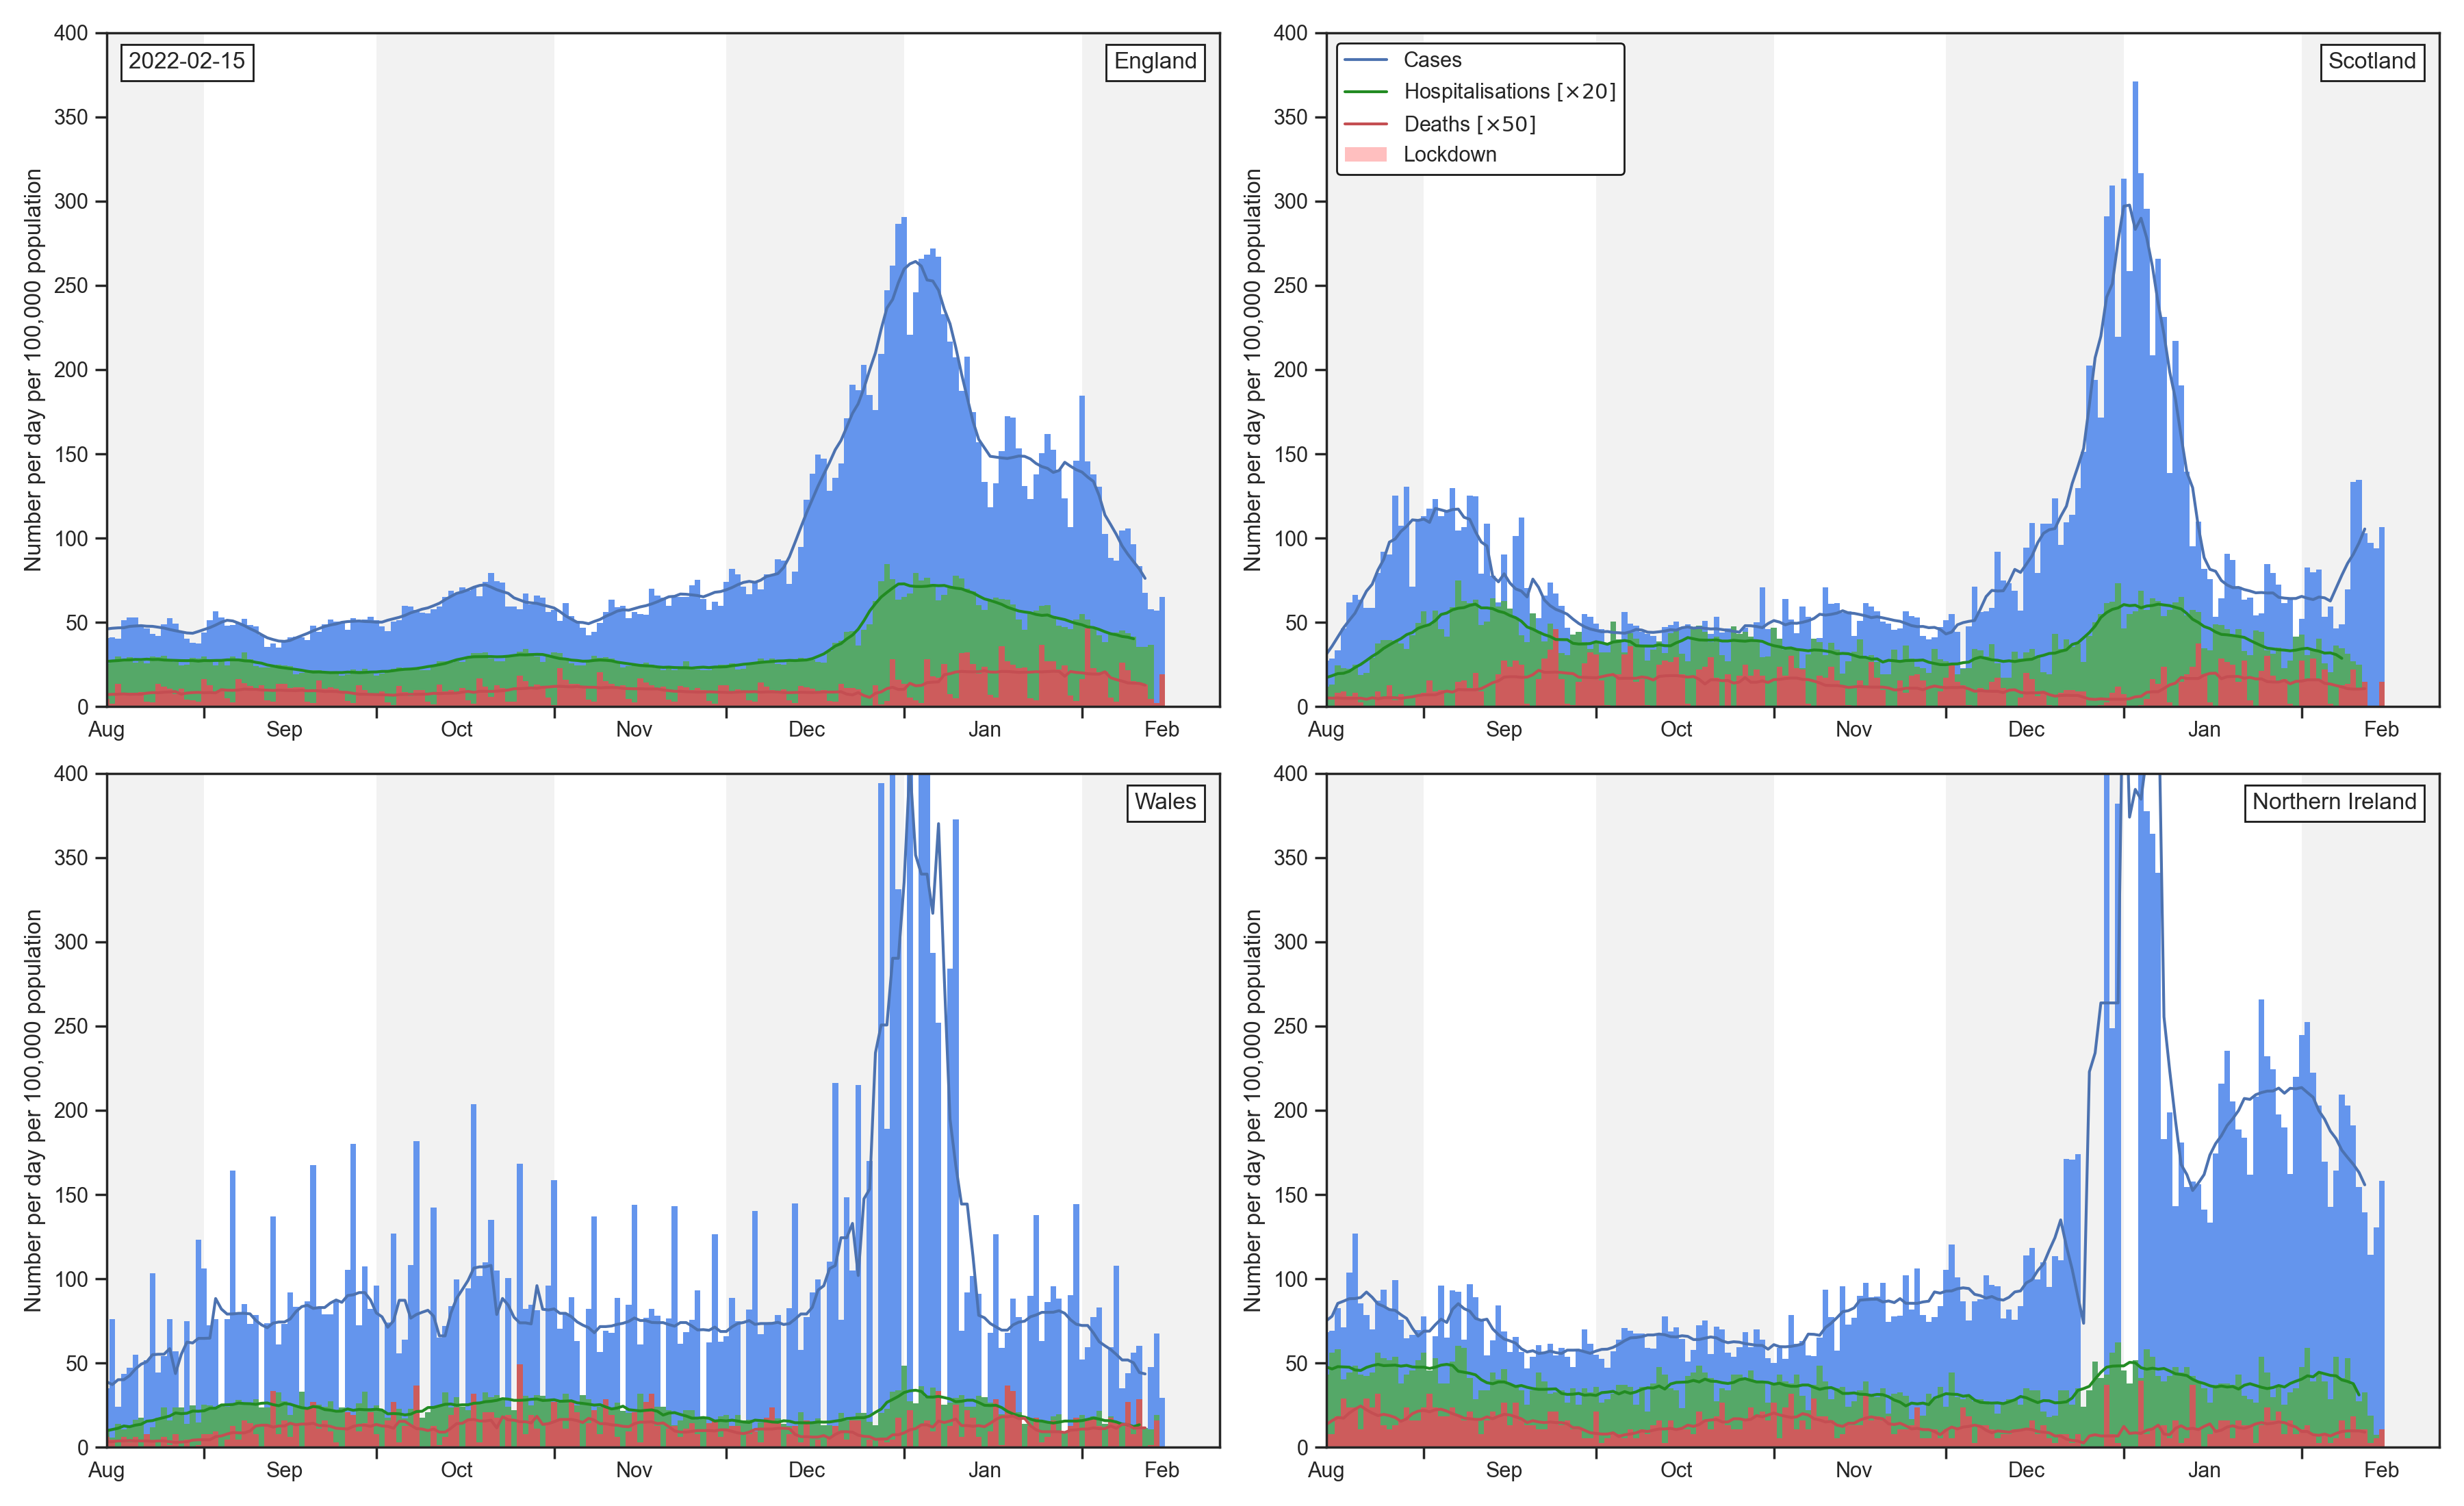 2022-02-15
England
Number per day per 100,000 population
400
350
300
250
200
150
100
50
0
Aug Sep Oct Nov Dec Jan Feb
Scotland
Cases
Hospitalisations [×20]
Deaths [×50]
Lockdown
Number per day per 100,000 population
400
350
300
250
200
150
100
50
0
Aug Sep Oct Nov Dec Jan Feb
Wales
Number per day per 100,000 population
400
350
300
250
200
150
100
50
0
Aug Sep Oct Nov Dec Jan Feb
Northern Ireland
Number per day per 100,000 population
400
350
300
250
200
150
100
50
0
Aug Sep Oct Nov Dec Jan Feb